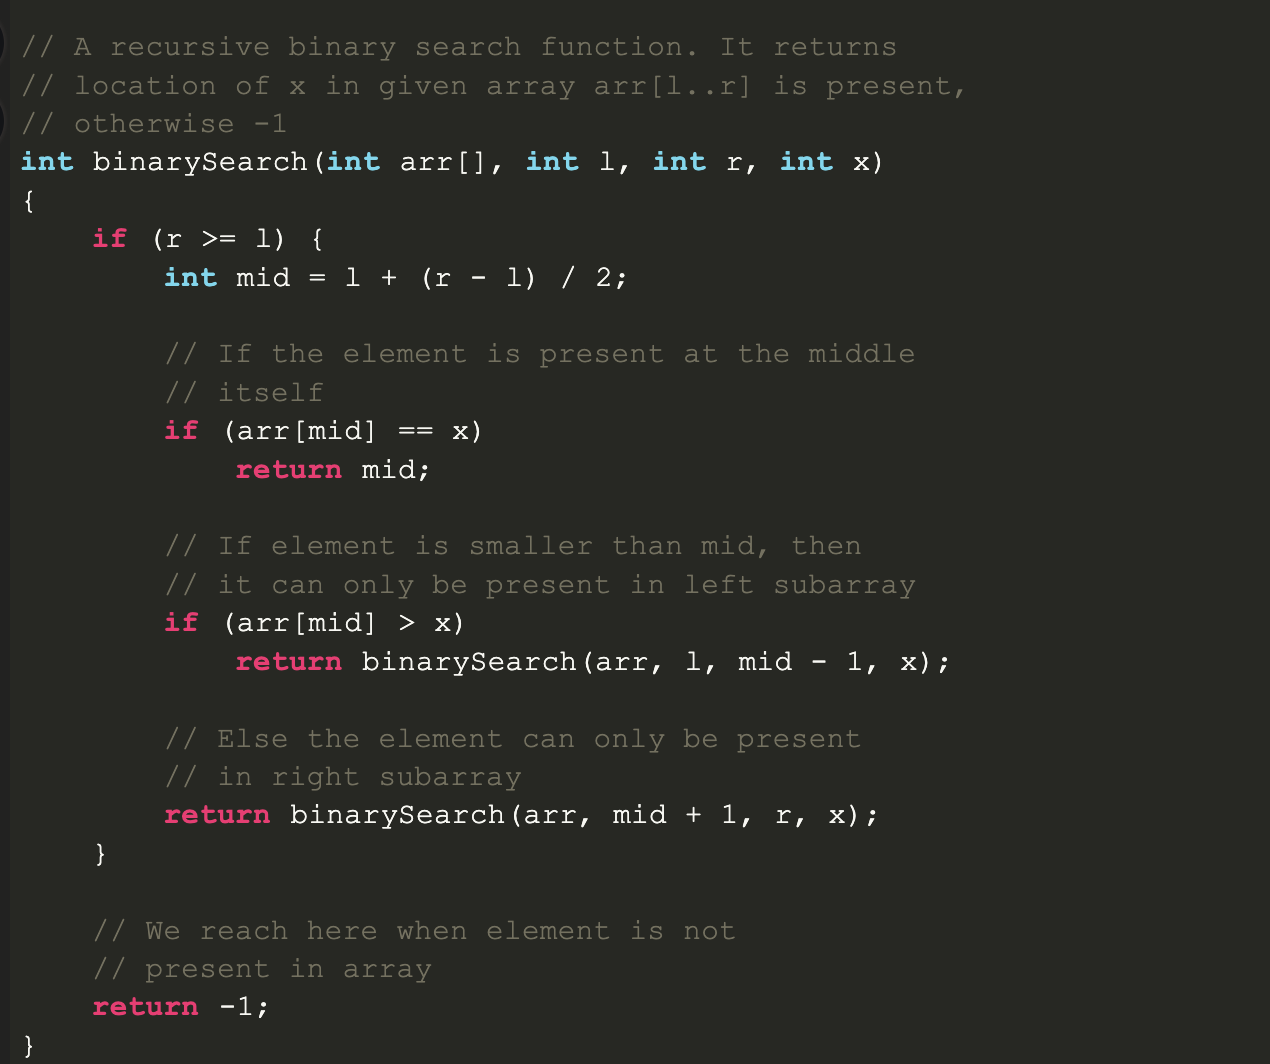 // A recursive binary search function. It returns
// location of x in given array arr[l..r] is present,
// otherwise -1
int binarySearch(int arr[], int l, int r, int x)
{
    if (r >= l) {
        int mid = l + (r - l) / 2;

        // If the element is present at the middle
        // itself
        if (arr[mid] == x)
            return mid;

        // If element is smaller than mid, then
        // it can only be present in left subarray
        if (arr[mid] > x)
            return binarySearch(arr, l, mid - 1, x);

        // Else the element can only be present
        // in right subarray
        return binarySearch(arr, mid + 1, r, x);
    }

    // We reach here when element is not
    // present in array
    return -1;
}